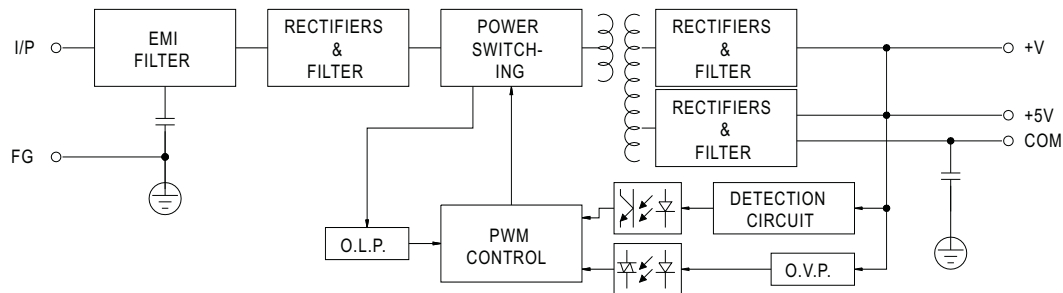 I/P
EMI
FILTER
RECTIFIERS
&
FILTER
POWER
SWITCH-
ING
RECTIFIERS
&
FILTER
+V
RECTIFIERS
&
FILTER
+5V
COM
FG
O.L.P.
PWM
CONTROL
DETECTION
CIRCUIT
O.V.P.